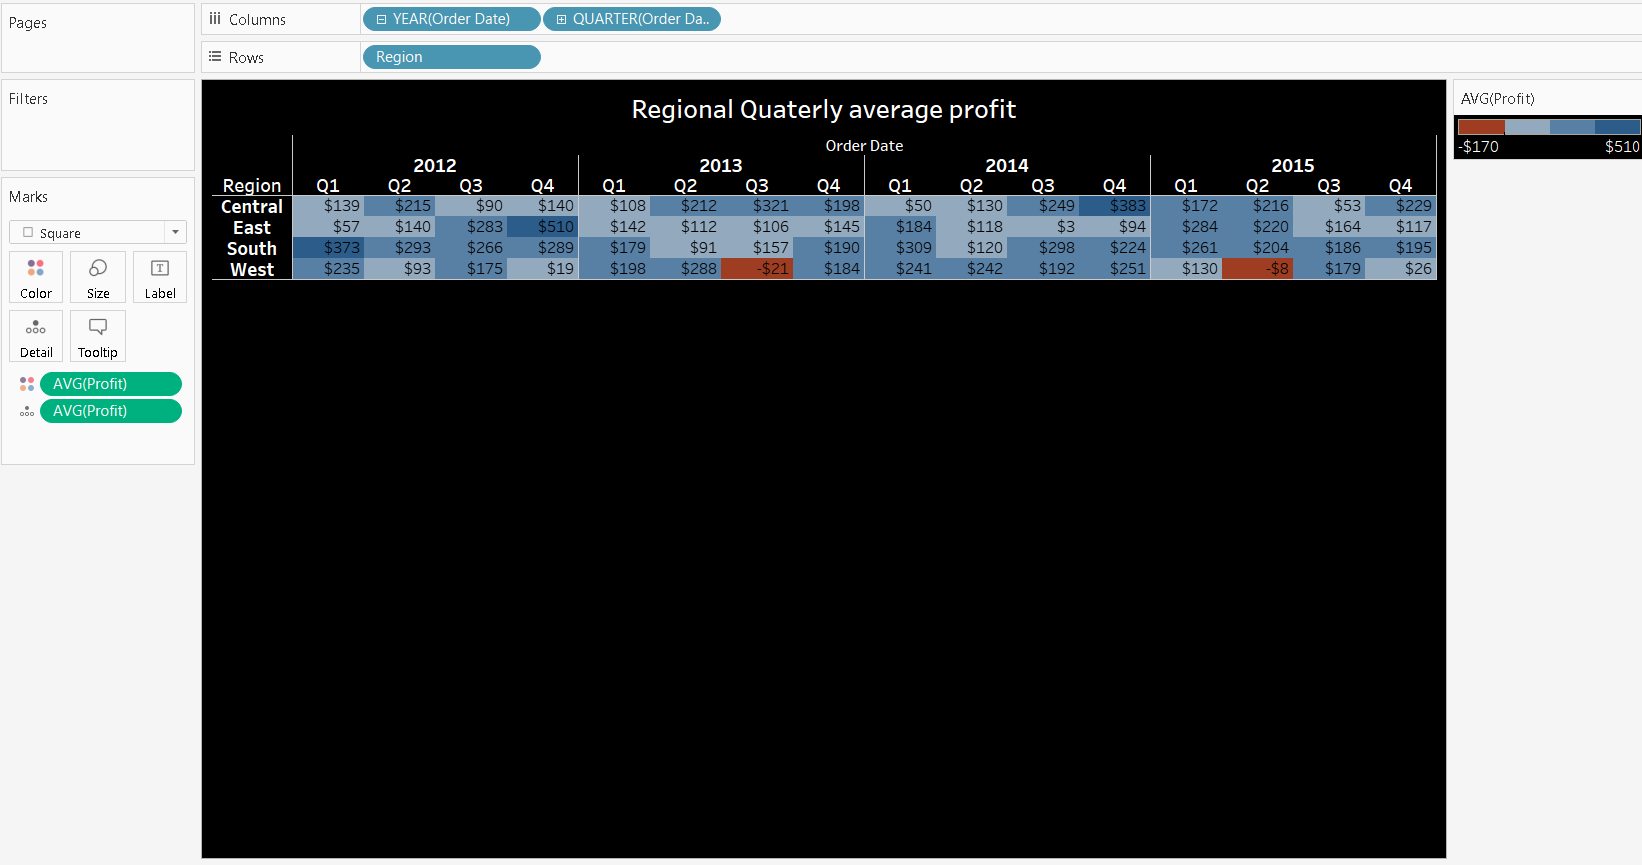 Pages
Columns
YEAR(Order Date)
QUARTER(Order Da..
Rows
Region
Filters
Marks
Square
Color
Size
Label
Detail
Tooltip
AVG(Profit)
AVG(Profit)
Regional Quaterly average profit
Order Date
2012 2013 2014 2015
Region Q1 Q2 Q3 Q4 Q1 Q2 Q3 Q4 Q1 Q2 Q3 Q4 Q1 Q2 Q3 Q4
Central $139 $215 $90 $140 $108 $212 $321 $198 $50 $130 $249 $383 $172 $216 $53 $229
East $57 $140 $283 $510 $142 $112 $106 $145 $184 $118 $3 $94 $284 $220 $164 $117
South $373 $293 $266 $289 $179 $91 $157 $190 $309 $120 $298 $224 $261 $204 $186 $195
West $235 $93 $175 $19 $198 $288 -$21 $184 $241 $242 $192 $251 $130 -$8 $179 $26
AVG(Profit)
-$170 $510